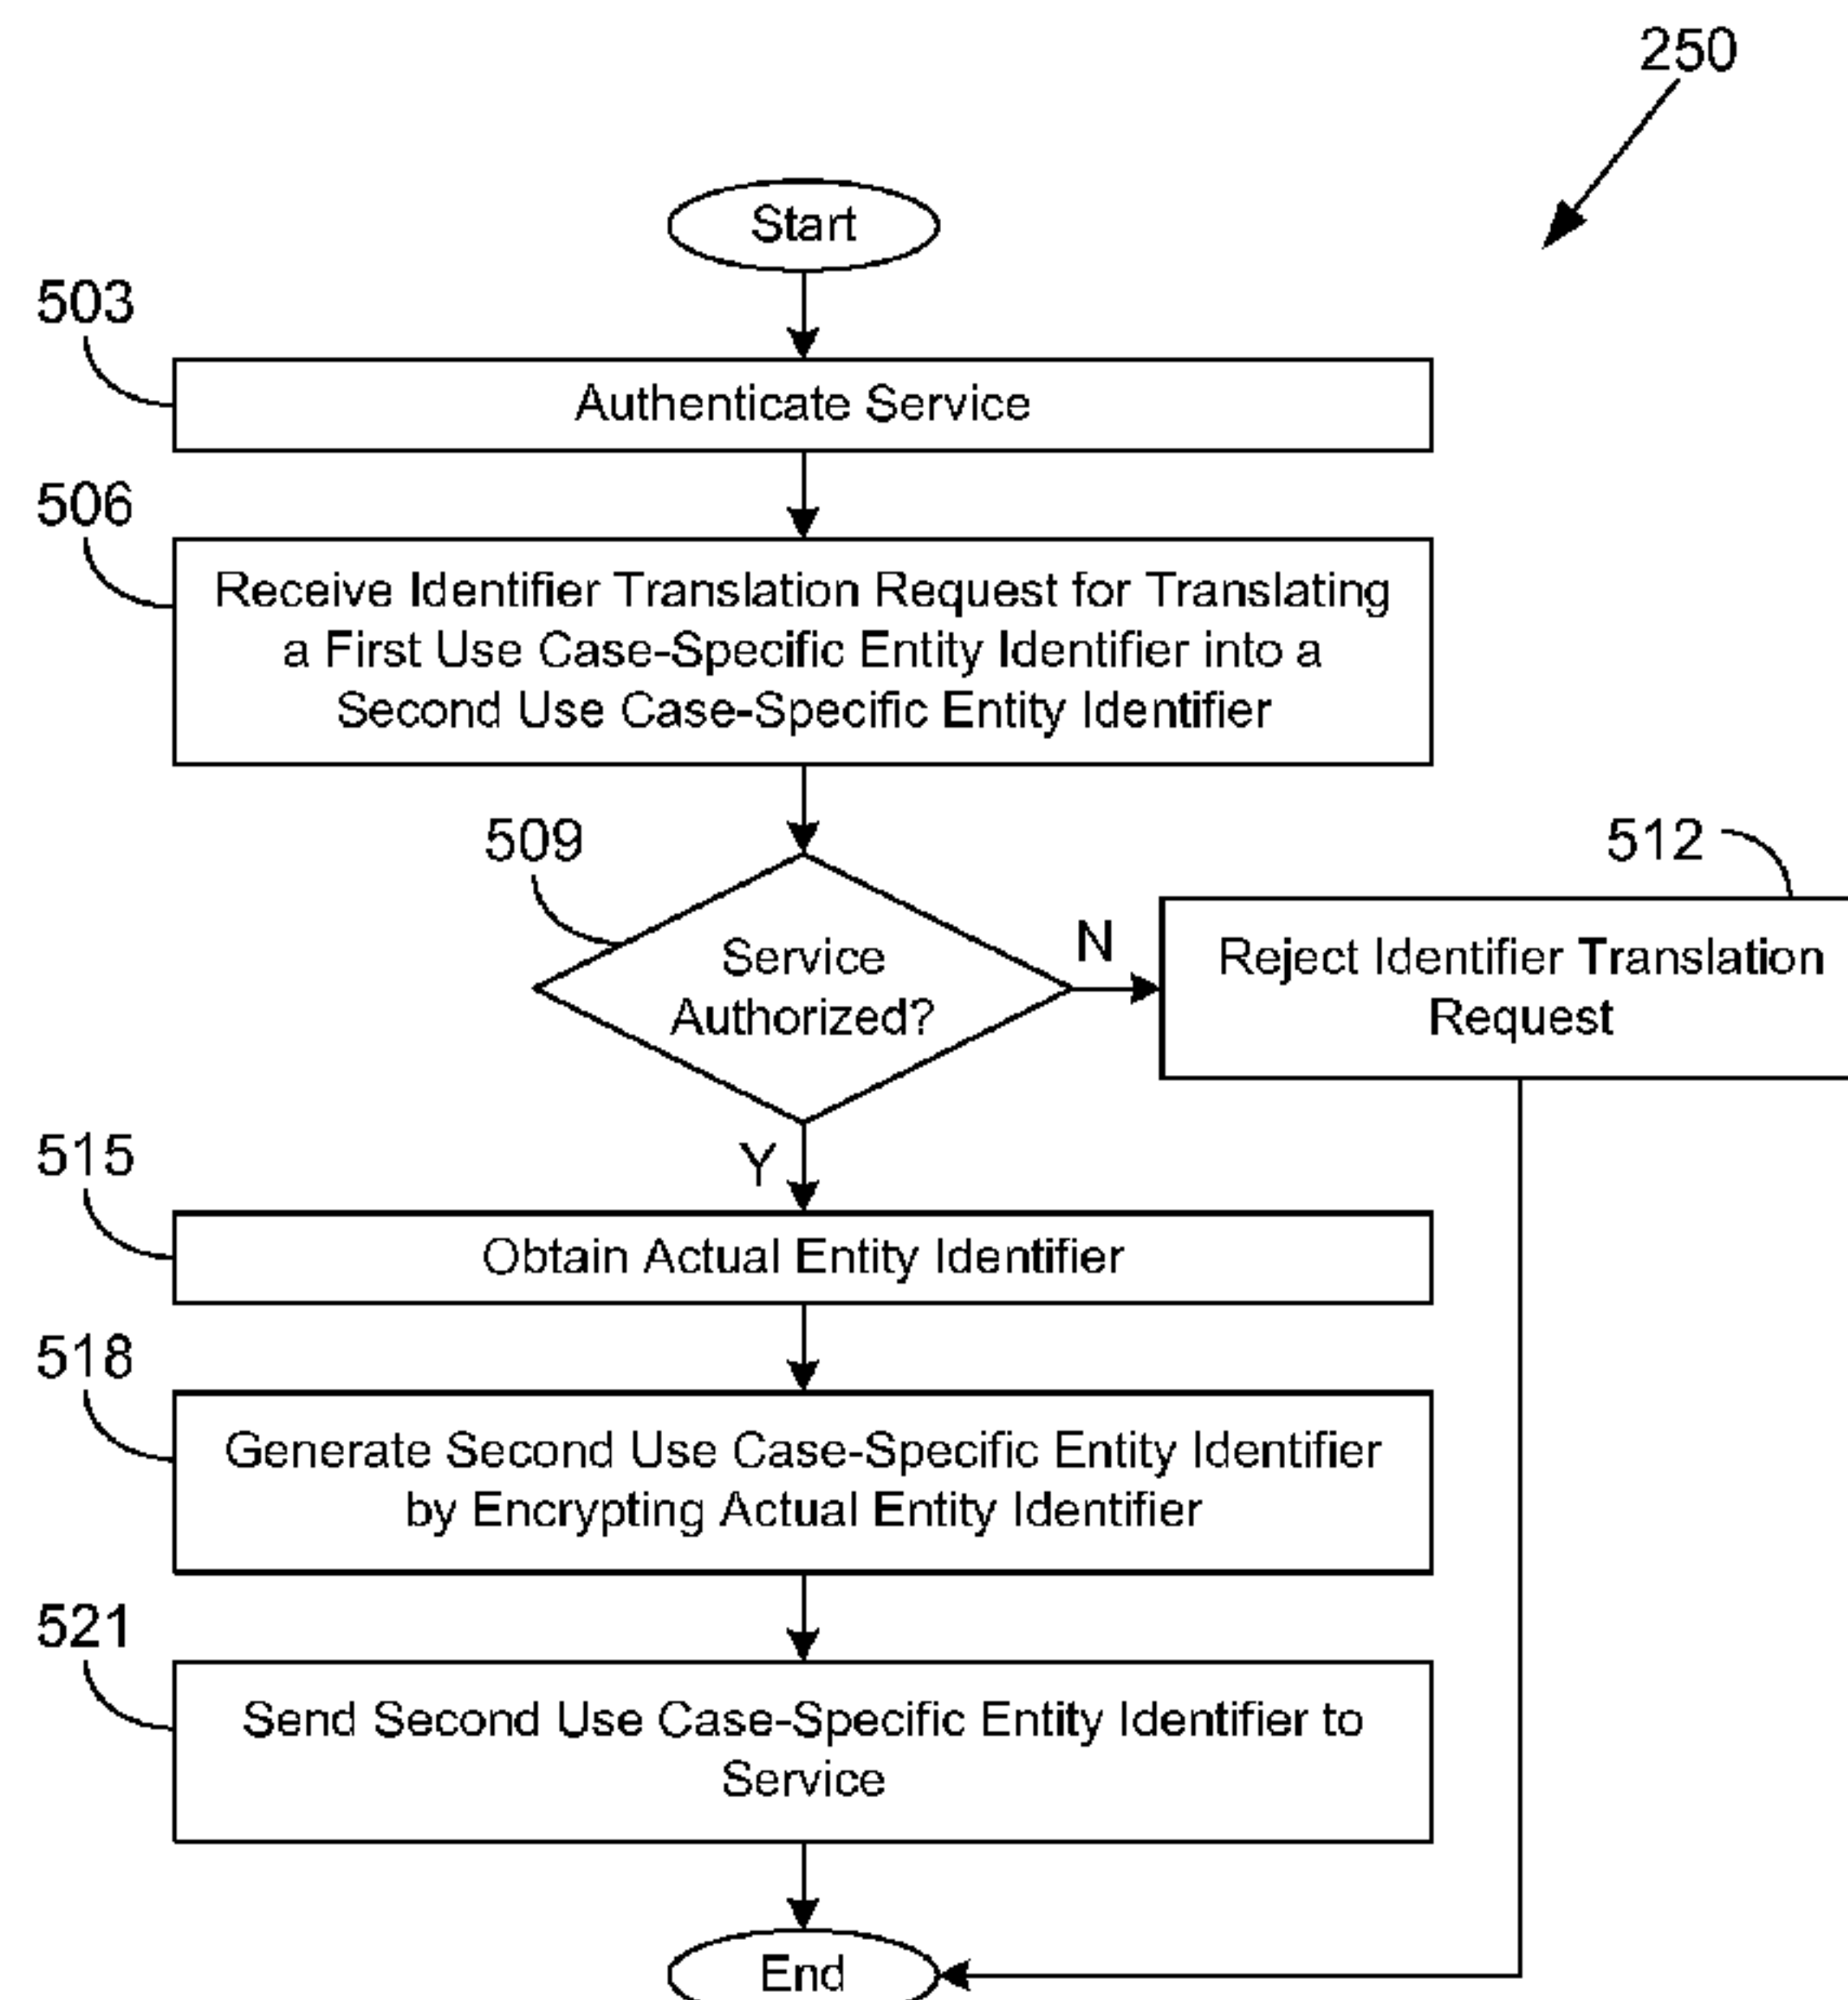 250
Start
503
Authenticate Service
506
Receive Identifier Translation Request for Translating
a First Use Case-Specific Entity Identifier into a
Second Use Case-Specific Entity Identifier
509
512
Service
Authorized?
N
Reject Identifier Translation
Request
Y
515
Obtain Actual Entity Identifier
518
Generate Second Use Case-Specific Entity Identifier
by Encrypting Actual Entity Identifier
521
Send Second Use Case-Specific Entity Identifier to
Service
End